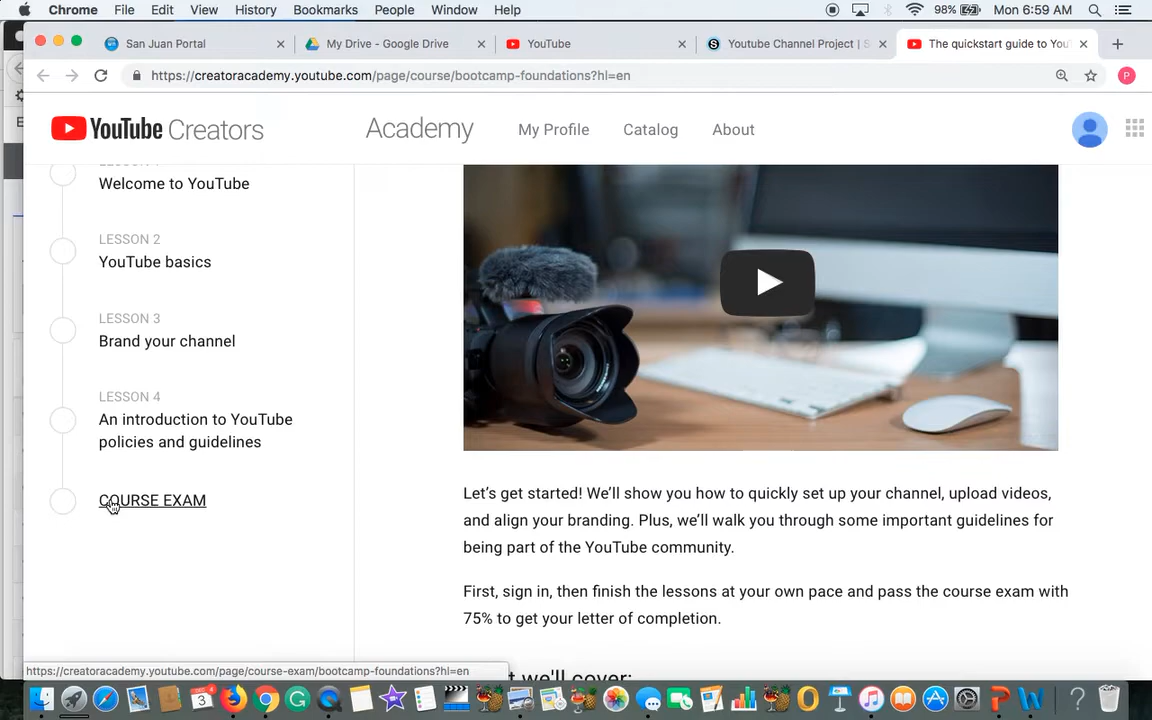 Chrome File Edit View History Bookmarks People Window Help 98% Mon 6:59 AM
San Juan Portal My Drive - Google Drive YouTube Youtube Channel Project | S The quickstart guide to You
https://creatoracademy.youtube.com/page/course/bootcamp-foundations?hl=en P
YouTube Creators Academy My Profile Catalog About
Welcome to YouTube
LESSON 2
YouTube basics
LESSON 3
Brand your channel
LESSON 4
An introduction to YouTube
policies and guidelines
COURSE EXAM
Let's get started! We'll show you how to quickly set up your channel, upload videos,
and align your branding. Plus, we'll walk you through some important guidelines for
being part of the YouTube community.
First, sign in, then finish the lessons at your own pace and pass the course exam with
75% to get your letter of completion.
we'll cover:
https://creatoracademy.youtube.com/page/course-exam/bootcamp-foundations?hl=en